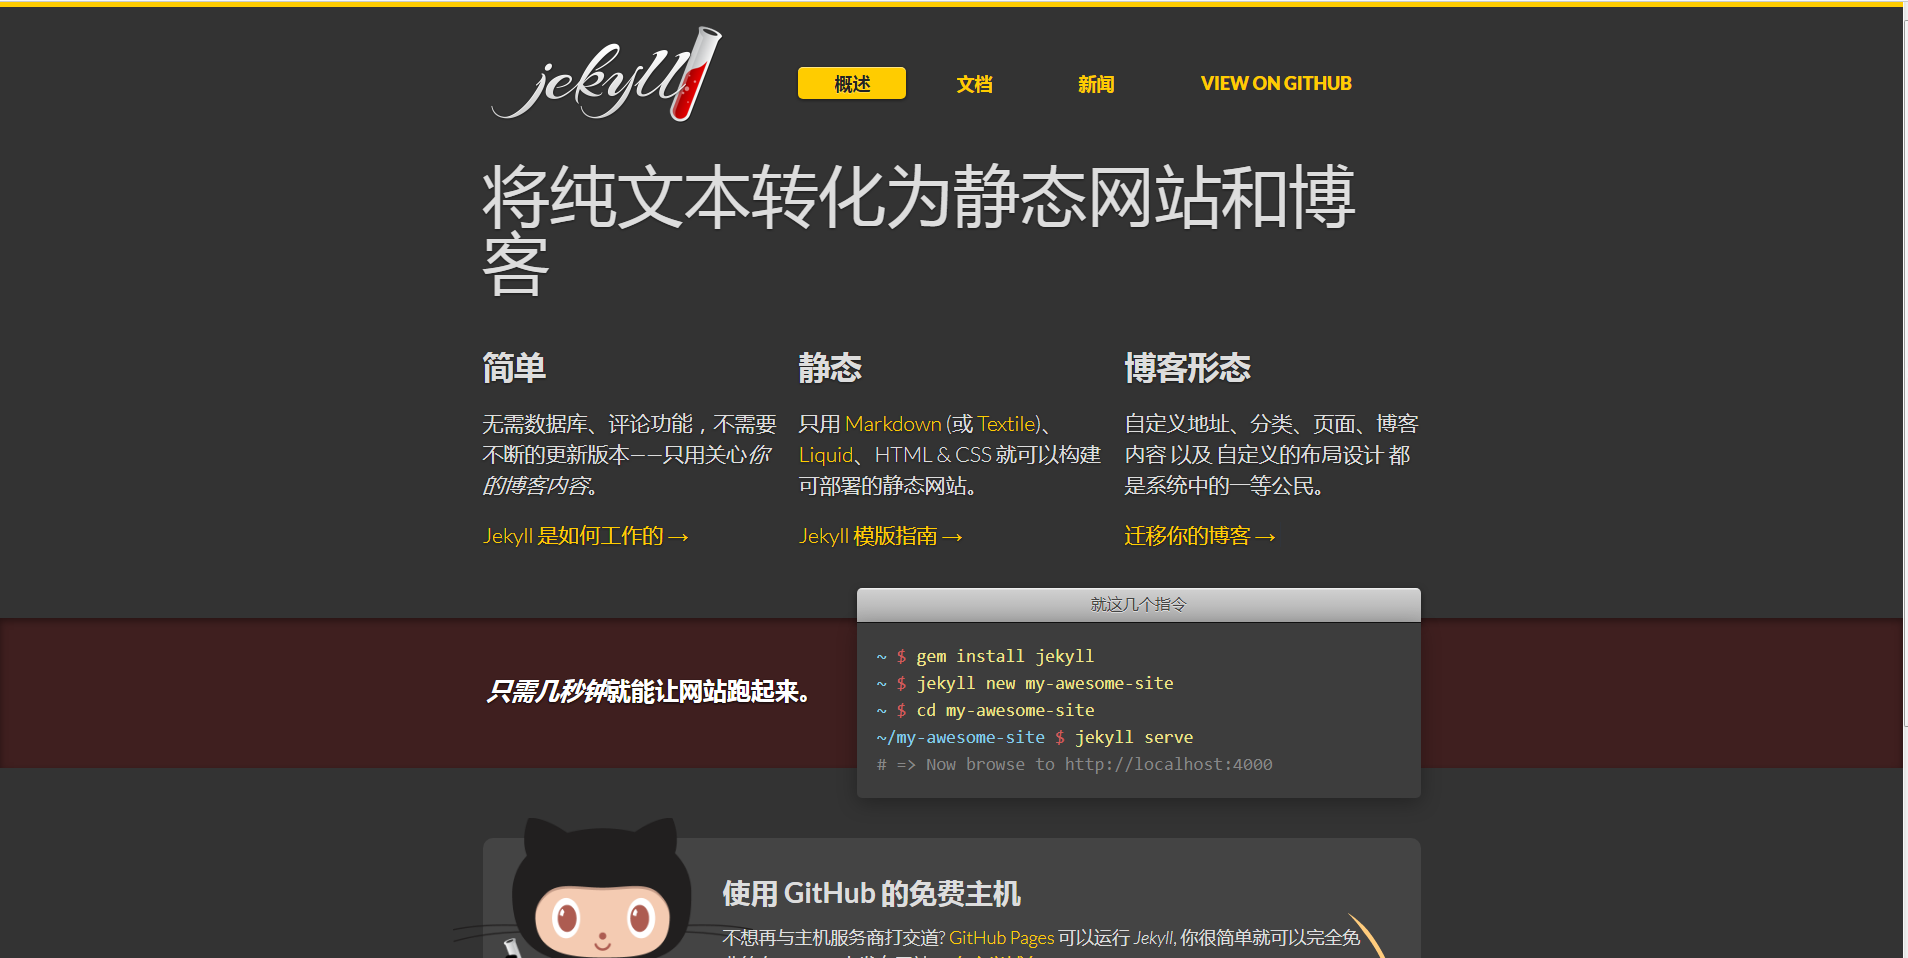 jekyll
概述 文档 新闻 VIEW ON GITHUB
将纯文本转化为静态网站和博
客
简单
无需数据库、评论功能，不需要
不断的更新版本——只用关心你
的博客内容。
Jekyll 是如何工作的 →
静态
只用 Markdown (或 Textile)、
Liquid、HTML & CSS 就可以构建
可部署的静态网站。
Jekyll 模版指南 →
博客形态
自定义地址、分类、页面、博客
内容 以及 自定义的布局设计 都
是系统中的一等公民。
迁移你的博客 →
只需几秒钟就能让网站跑起来。
就这几个指令
~ $ gem install jekyll
~ $ jekyll new my-awesome-site
~ $ cd my-awesome-site
~/my-awesome-site $ jekyll serve
# => Now browse to http://localhost:4000
使用 GitHub 的免费主机
不想再与主机服务商打交道? GitHub Pages 可以运行 Jekyll, 你很简单就可以完全免